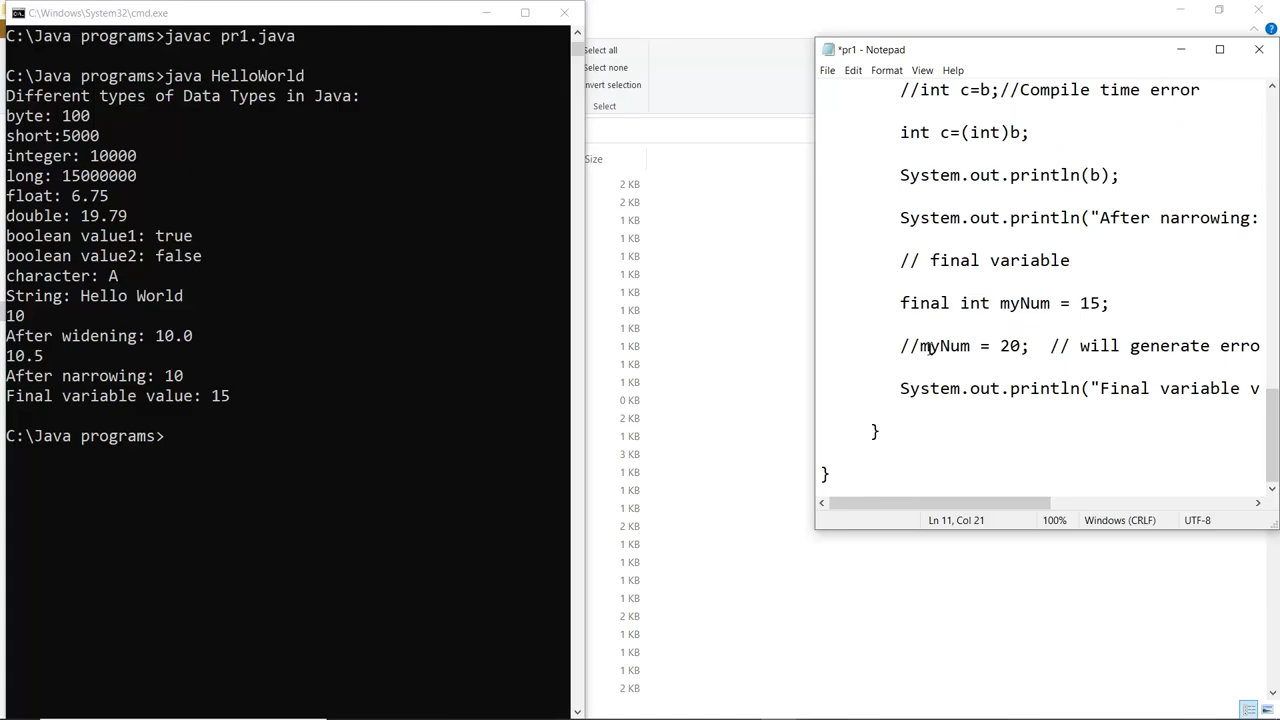 C:\Windows\System32\cmd.exe
C:\Java programs>javac pr1.java
C:\Java programs>java HelloWorld
Different types of Data Types in Java:
byte: 100
short:5000
integer: 10000
long: 15000000
float: 6.75
double: 19.79
boolean value1: true
boolean value2: false
character: A
String: Hello World
10
After widening: 10.0
10.5
After narrowing: 10
Final variable value: 15
C:\Java programs>
Select all
Select none
nvert selection
Select
Size
2 KB
2 KB
1 KB
1 KB
1 KB
1 KB
1 KB
1 KB
1 KB
1 KB
1 KB
1 KB
0 KB
2 KB
1 KB
3 KB
1 KB
1 KB
1 KB
2 KB
1 KB
1 KB
1 KB
1 KB
2 KB
1 KB
1 KB
1 KB
2 KB
*pr1 - Notepad
File Edit Format View Help
//int c=b;//Compile time error
int c=(int)b;
System.out.println(b);
System.out.println("After narrowing:
// final variable
final int myNum = 15;
//myNum = 20;  // will generate erro
System.out.println("Final variable v
}
}
Ln 11, Col 21 100% Windows (CRLF) UTF-8